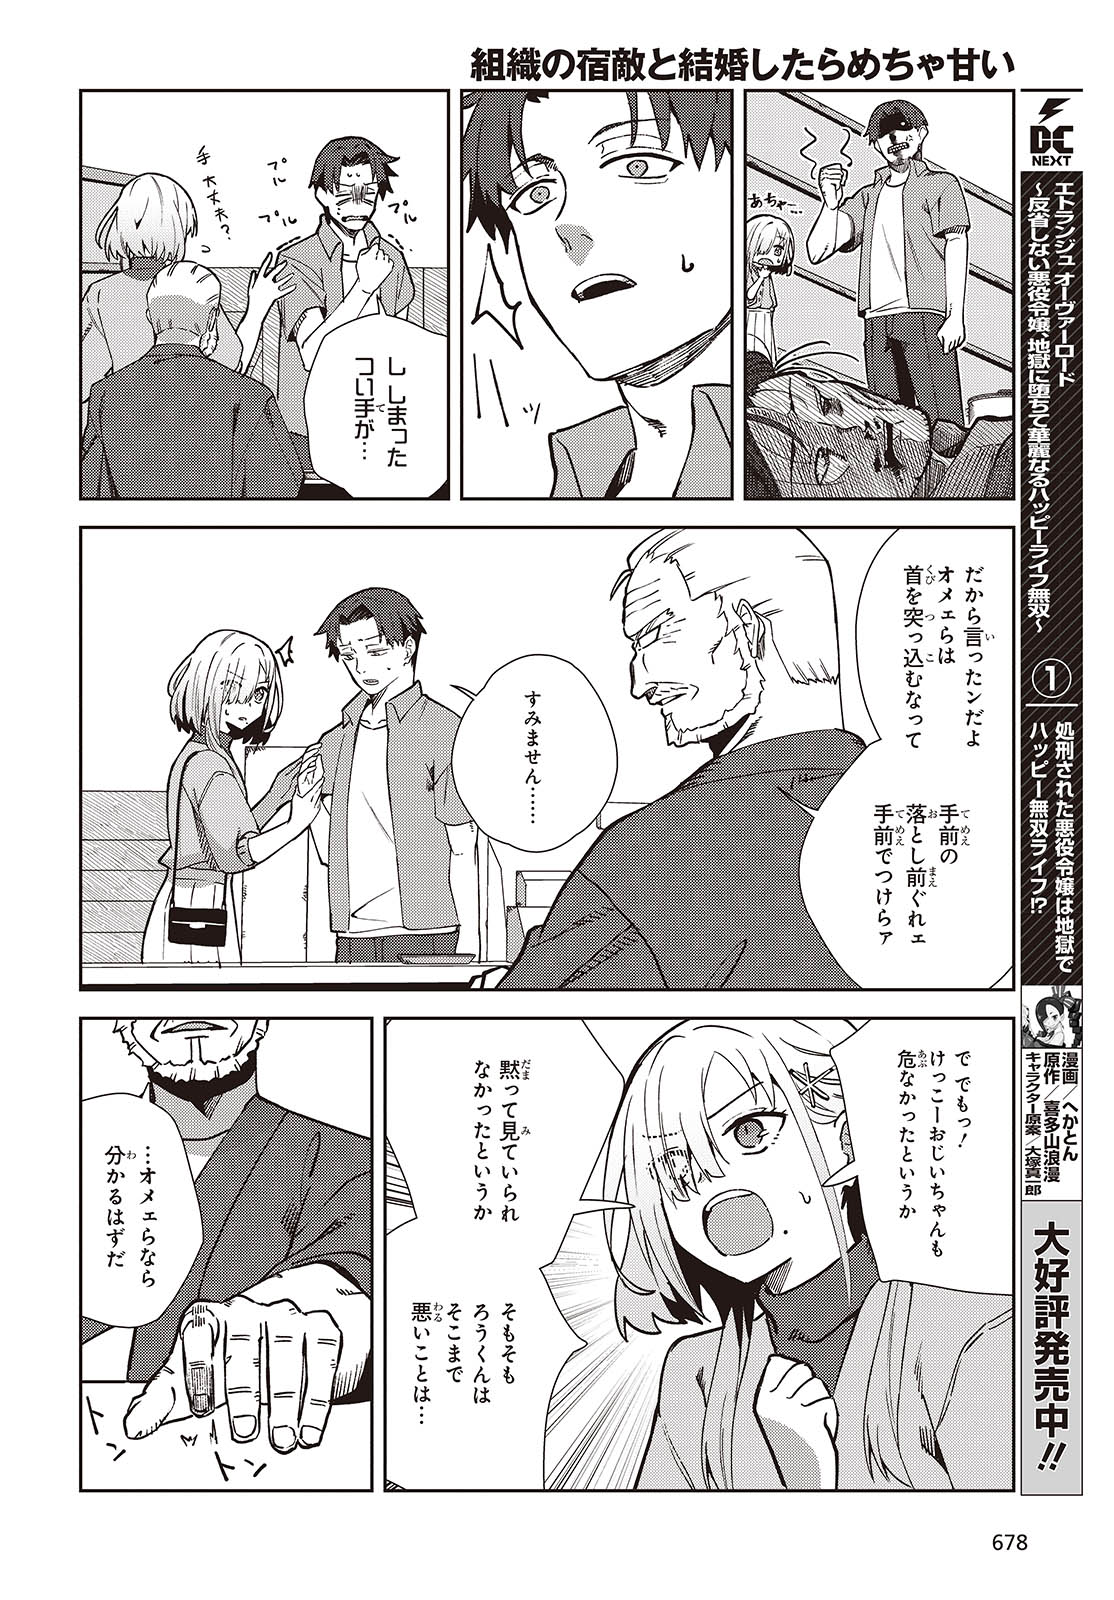 組織の宿敵と結婚したらめちゃ甘い
あちゃー…
ハッ
プル
プル
プル
手
大丈夫？
し しまった
つい手が…
だから言ったンだよ
オメェらは
首を突っ込むなって
手前の
落とし前ぐれェ
手前でつけらァ
すみません……
で でもっ！
けっこーおじいちゃんも
危なかったというか
黙って見ていられ
なかったというか
そもそも
ろうくんは
そこまで
悪いことは…
…オメェらなら
分かるはずだ
トン
トン
DC
NEXT
エトランジュ オーヴァーロード
～反省しない悪役令嬢、地獄に堕ちて華麗なるハッピーライフ無双～
①
処刑された悪役令嬢は地獄で
ハッピー無双ライフ!?
漫画／へかとん
原作／喜多山浪漫
キャラクター原案／大塚真一郎
大好評発売中!!
678